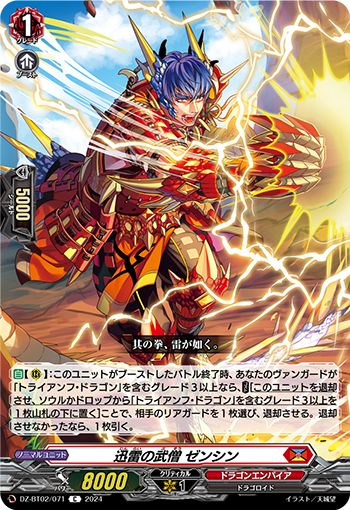 1
グレード
ブースト
5000
シールド
其の拳、雷が如く。
自【R】：このユニットがブーストしたバトル終了時、あなたのヴァンガードが
「トライアンフ・ドラゴン」を含むグレード3以上なら、【このユニットを退却
させ、ソウルかドロップから「トライアンフ・ドラゴン」を含むグレード3以上を
1枚山札の下に置く】ことで、相手のリアガードを1枚選び、退却させる。退却さ
せなかったなら、1枚引く。
ノーマルユニット
迅雷の武僧 ゼンシン
パワー
8000
クリティカル
1
ドラゴンエンパイア
ドラゴロイド
DZ-BT02/071 C 2024
イラスト／天城望